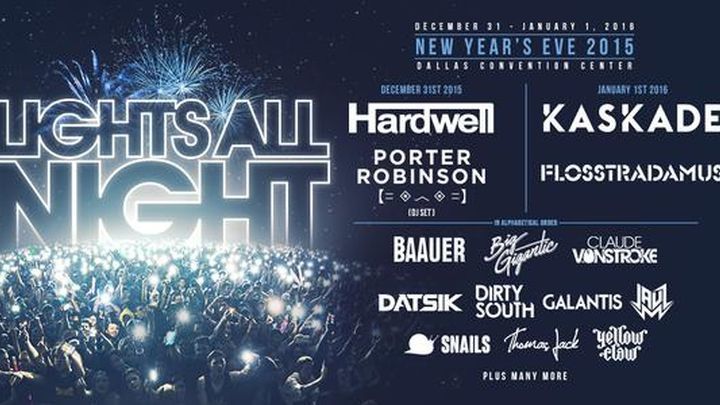 LIGHTS ALL
NIGHT
DECEMBER 31 - JANUARY 1, 2016
NEW YEAR'S EVE 2015
DALLAS CONVENTION CENTER
DECEMBER 31ST 2015
Hardwell
PORTER
ROBINSON
(DJ SET)
JANUARY 1ST 2016
KASKADE
FLOSSTRADAMUS
IN ALPHABETICAL ORDER
BAAUER
Big
Gigantic
CLAUDE
VONSTROKE
DATSIK
DIRTY
SOUTH
GALANTIS
JAUZ
SNAILS
Thomas Jack
Yellow
Claw
PLUS MANY MORE